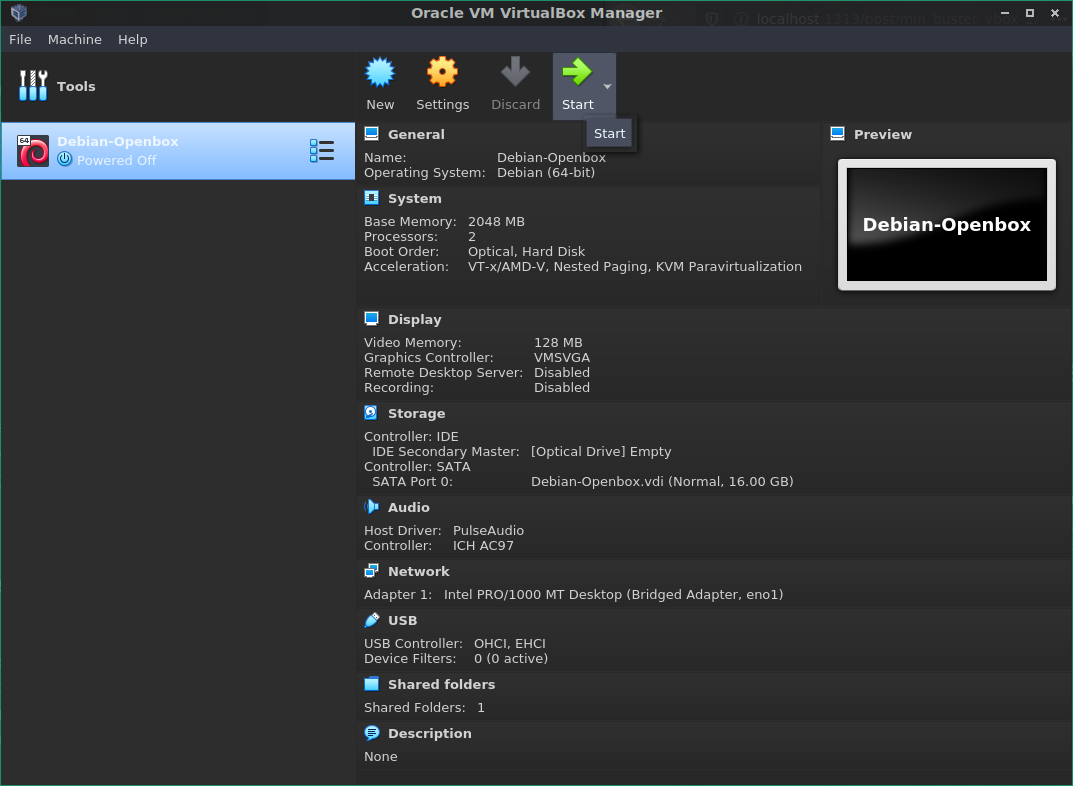 Oracle VM VirtualBox Manager
localhost:1313/post/min_buster_vbox
File Machine Help
Tools
New Settings Discard Start
Start
64
Debian-Openbox
Powered Off
General
Name: Debian-Openbox
Operating System: Debian (64-bit)
Preview
Debian-Openbox
System
Base Memory: 2048 MB
Processors: 2
Boot Order: Optical, Hard Disk
Acceleration: VT-x/AMD-V, Nested Paging, KVM Paravirtualization
Display
Video Memory: 128 MB
Graphics Controller: VMSVGA
Remote Desktop Server: Disabled
Recording: Disabled
Storage
Controller: IDE
IDE Secondary Master: [Optical Drive] Empty
Controller: SATA
SATA Port 0: Debian-Openbox.vdi (Normal, 16.00 GB)
Audio
Host Driver: PulseAudio
Controller: ICH AC97
Network
Adapter 1: Intel PRO/1000 MT Desktop (Bridged Adapter, eno1)
USB
USB Controller: OHCI, EHCI
Device Filters: 0 (0 active)
Shared folders
Shared Folders: 1
Description
None